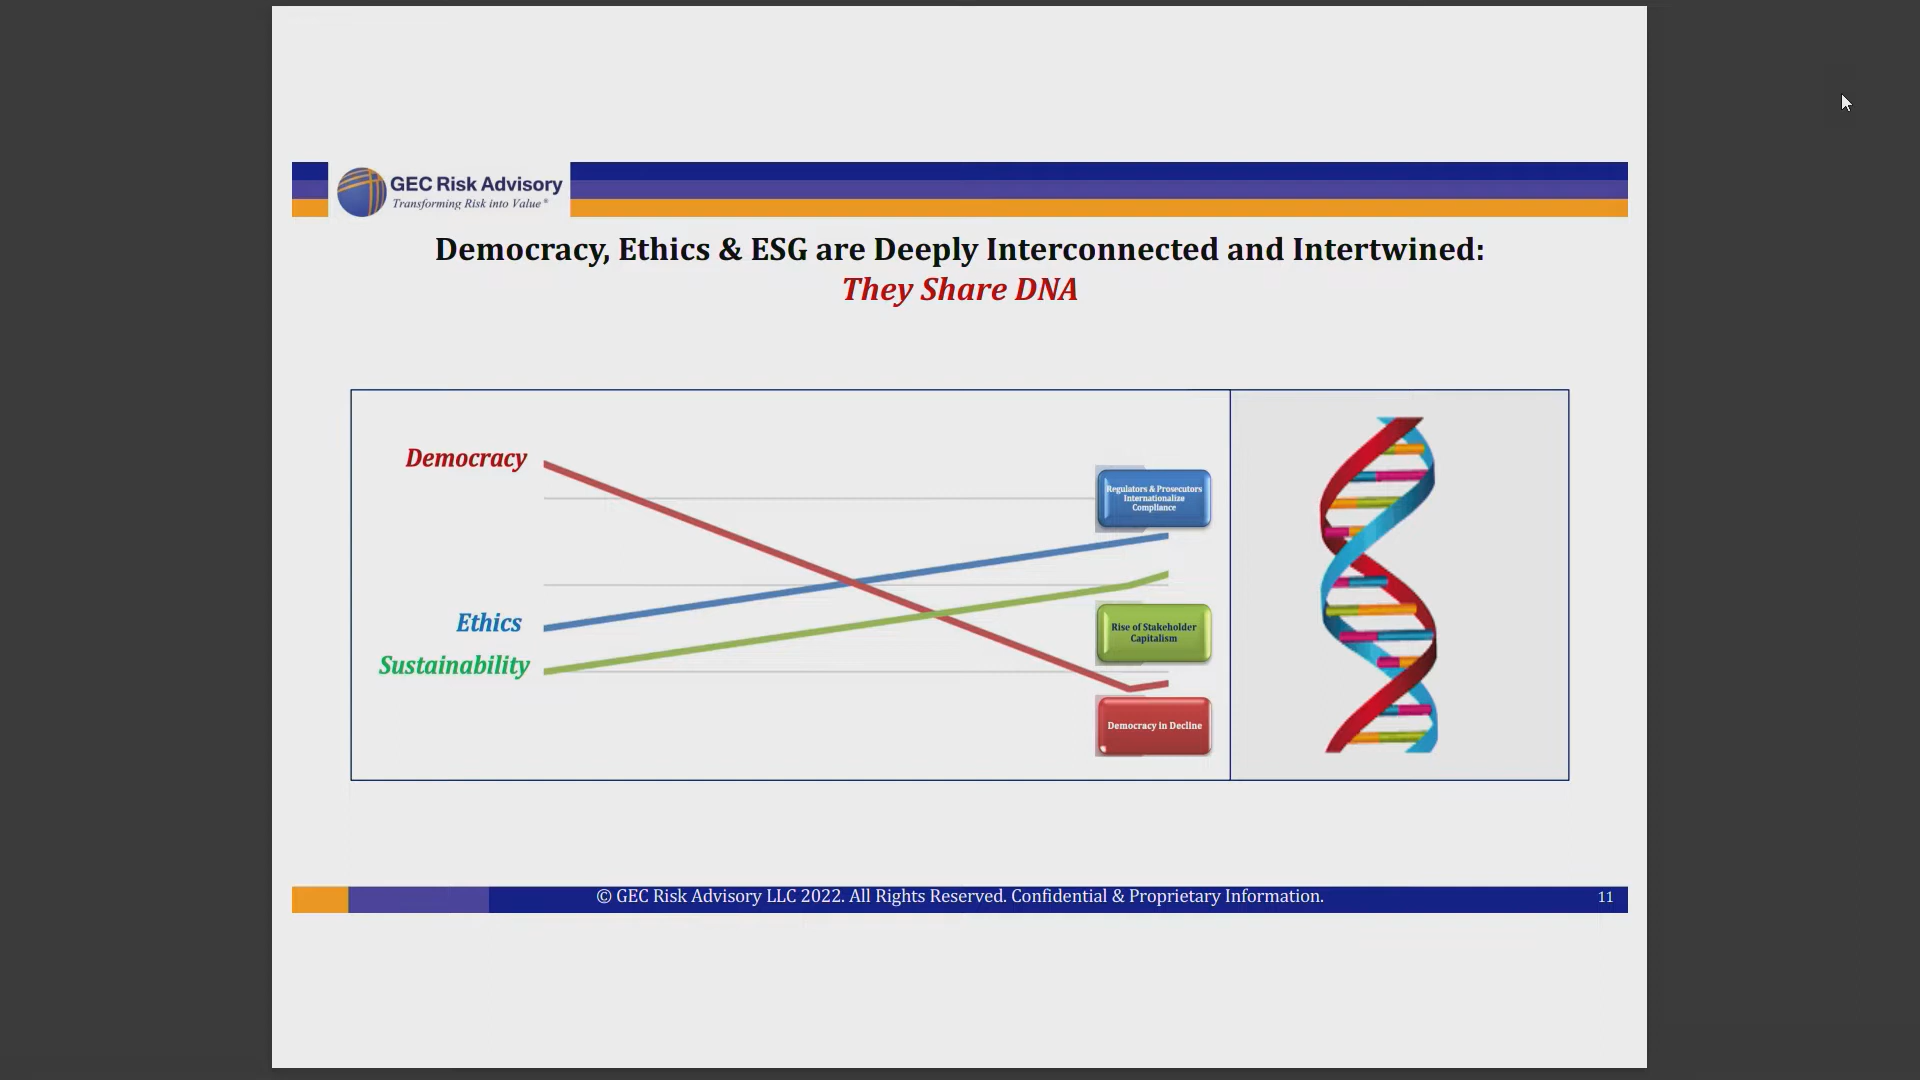 GEC Risk Advisory
Transforming Risk into Value®
Democracy, Ethics & ESG are Deeply Interconnected and Intertwined:
They Share DNA
Democracy
Regulators & Prosecutors
Internationalize
Compliance
Ethics
Rise of Stakeholder
Capitalism
Sustainability
Democracy in Decline
© GEC Risk Advisory LLC 2022. All Rights Reserved. Confidential & Proprietary Information.
11